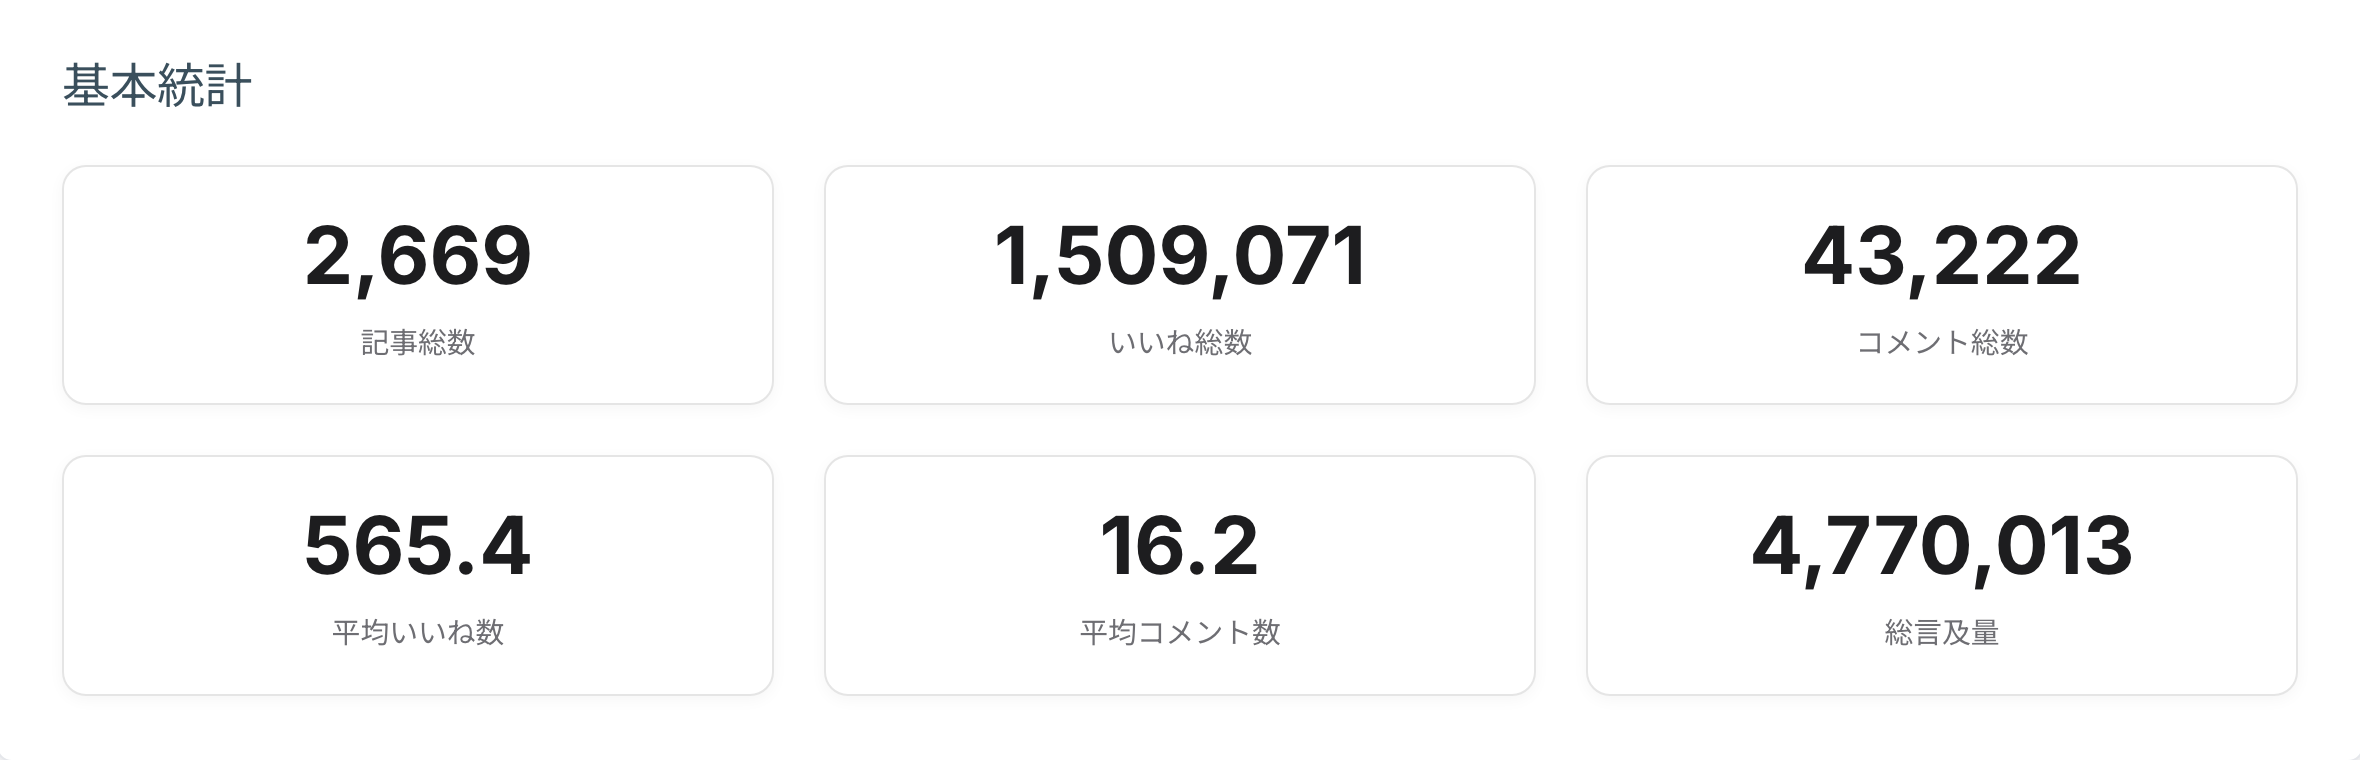 基本統計
2,669
記事総数
1,509,071
いいね総数
43,222
コメント総数
565.4
平均いいね数
16.2
平均コメント数
4,770,013
総言及量